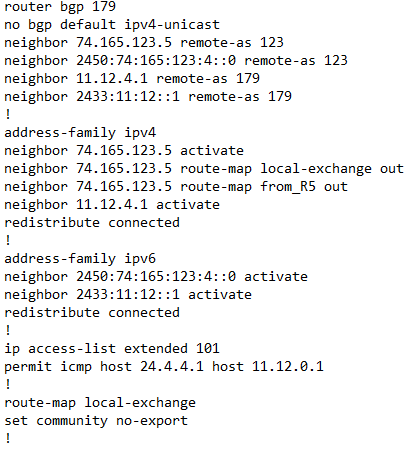 router bgp 179
no bgp default ipv4-unicast
neighbor 74.165.123.5 remote-as 123
neighbor 2450:74:165:123:4::0 remote-as 123
neighbor 11.12.4.1 remote-as 179
neighbor 2433:11:12::1 remote-as 179
!
address-family ipv4
neighbor 74.165.123.5 activate
neighbor 74.165.123.5 route-map local-exchange out
neighbor 74.165.123.5 route-map from_R5 out
neighbor 11.12.4.1 activate
redistribute connected
!
address-family ipv6
neighbor 2450:74:165:123:4::0 activate
neighbor 2433:11:12::1 activate
redistribute connected
!
ip access-list extended 101
permit icmp host 24.4.4.1 host 11.12.0.1
!
route-map local-exchange
set community no-export
!